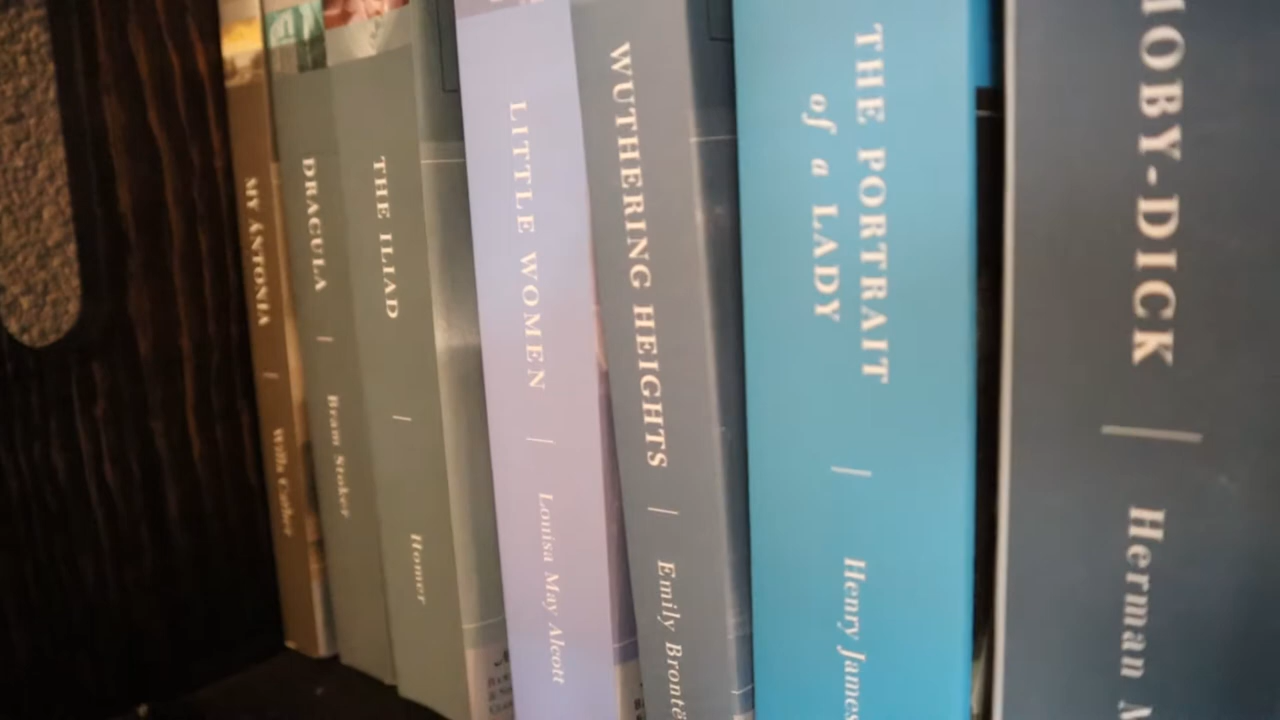 MY ÁNTONIA | Willa Cather
DRACULA | Bram Stoker
THE ILIAD | Homer
LITTLE WOMEN | Louisa May Alcott
WUTHERING HEIGHTS | Emily Brontë
THE PORTRAIT
of a LADY | Henry James
MOBY-DICK | Herman